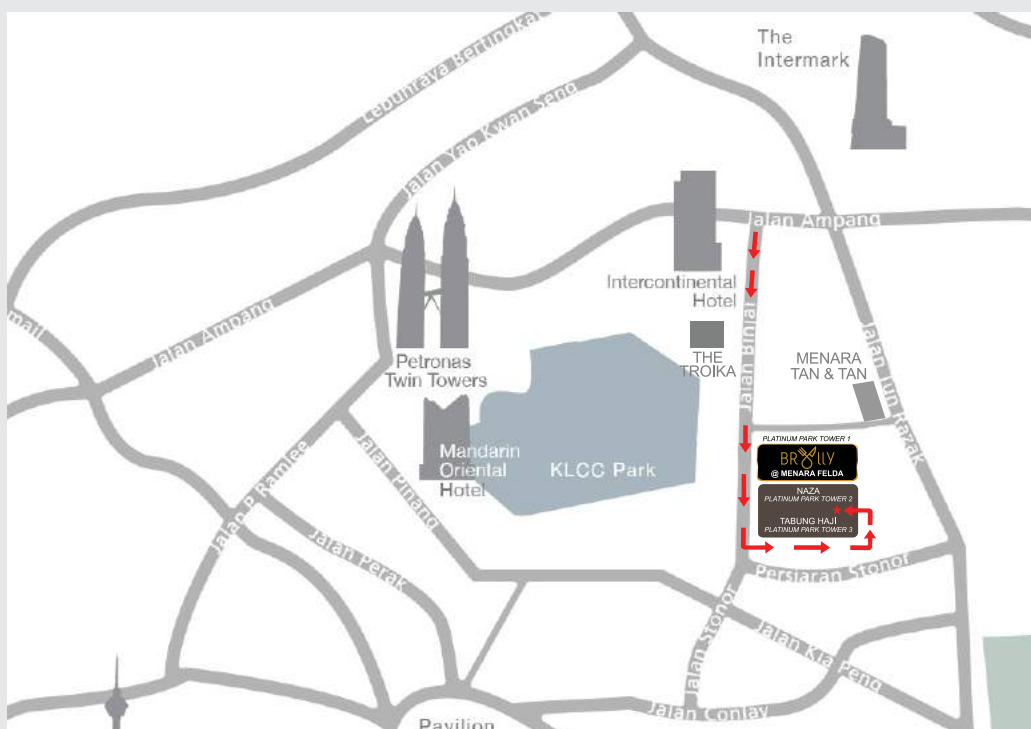 The
Intermark
Lebuhraya Bertingkat
Jalan Yap Kwan Seng
Jalan Ampang
Intercontinental
Hotel
mail
Jalan Ampang
Petronas
Twin Towers
THE
TROIKA
Jalan Binjai
MENARA
TAN & TAN
Jalan Tun Razak
Mandarin
Oriental
Hotel
KLCC Park
PLATINUM PARK TOWER 1
BROLLY
@ MENARA FELDA
NAZA
PLATINUM PARK TOWER 2
TABUNG HAJI
PLATINUM PARK TOWER 3
Jalan P. Ramlee
Jalan Pinang
Jalan Perak
Persiaran Stonor
Jalan Stonor
Jalan Kia Peng
Jalan Conlay
Pavilion